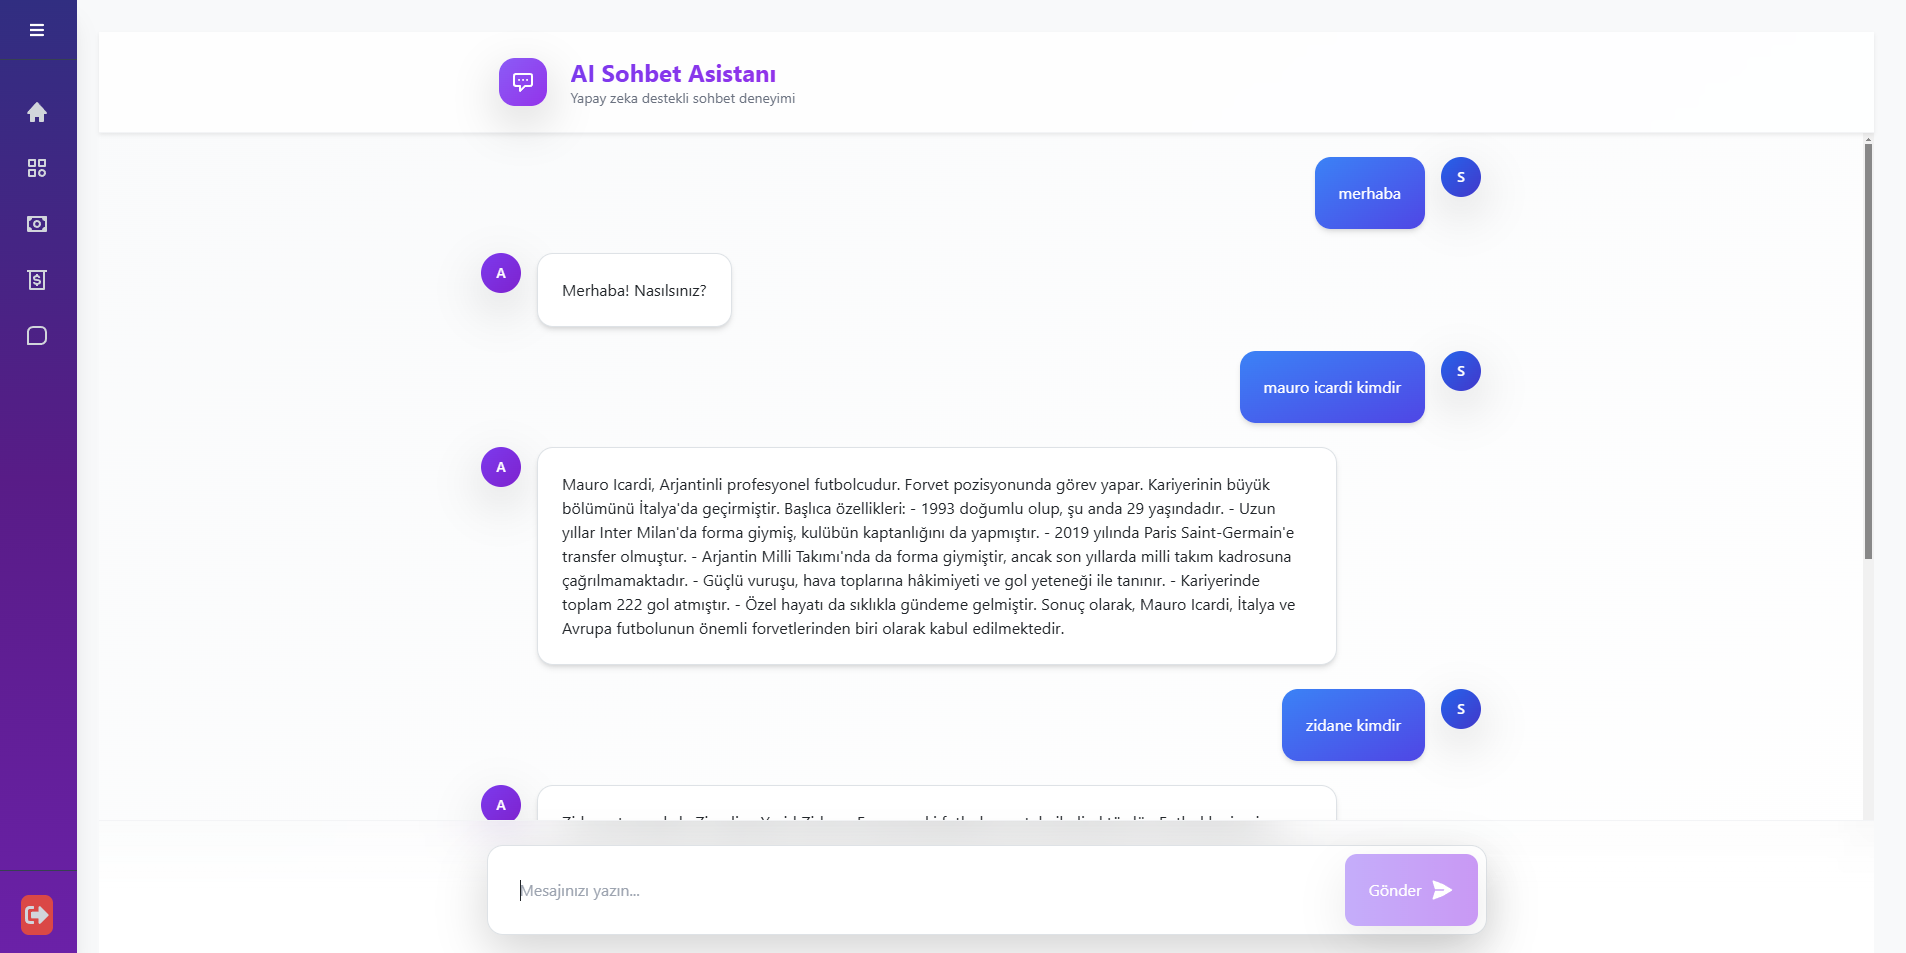 AI Sohbet Asistanı
Yapay zeka destekli sohbet deneyimi
merhaba
S
A
Merhaba! Nasılsınız?
mauro icardi kimdir
S
A
Mauro Icardi, Arjantinli profesyonel futbolcudur. Forvet pozisyonunda görev yapar. Kariyerinin büyük
bölümünü İtalya'da geçirmiştir. Başlıca özellikleri: - 1993 doğumlu olup, şu anda 29 yaşındadır. - Uzun
yıllar Inter Milan'da forma giymiş, kulübün kaptanlığını da yapmıştır. - 2019 yılında Paris Saint-Germain'e
transfer olmuştur. - Arjantin Milli Takımı'nda da forma giymiştir, ancak son yıllarda milli takım kadrosuna
çağrılmamaktadır. - Güçlü vuruşu, hava toplarına hâkimiyeti ve gol yeteneği ile tanınır. - Kariyerinde
toplam 222 gol atmıştır. - Özel hayatı da sıklıkla gündeme gelmiştir. Sonuç olarak, Mauro Icardi, İtalya ve
Avrupa futbolunun önemli forvetlerinden biri olarak kabul edilmektedir.
zidane kimdir
S
A
Mesajınızı yazın...
Gönder